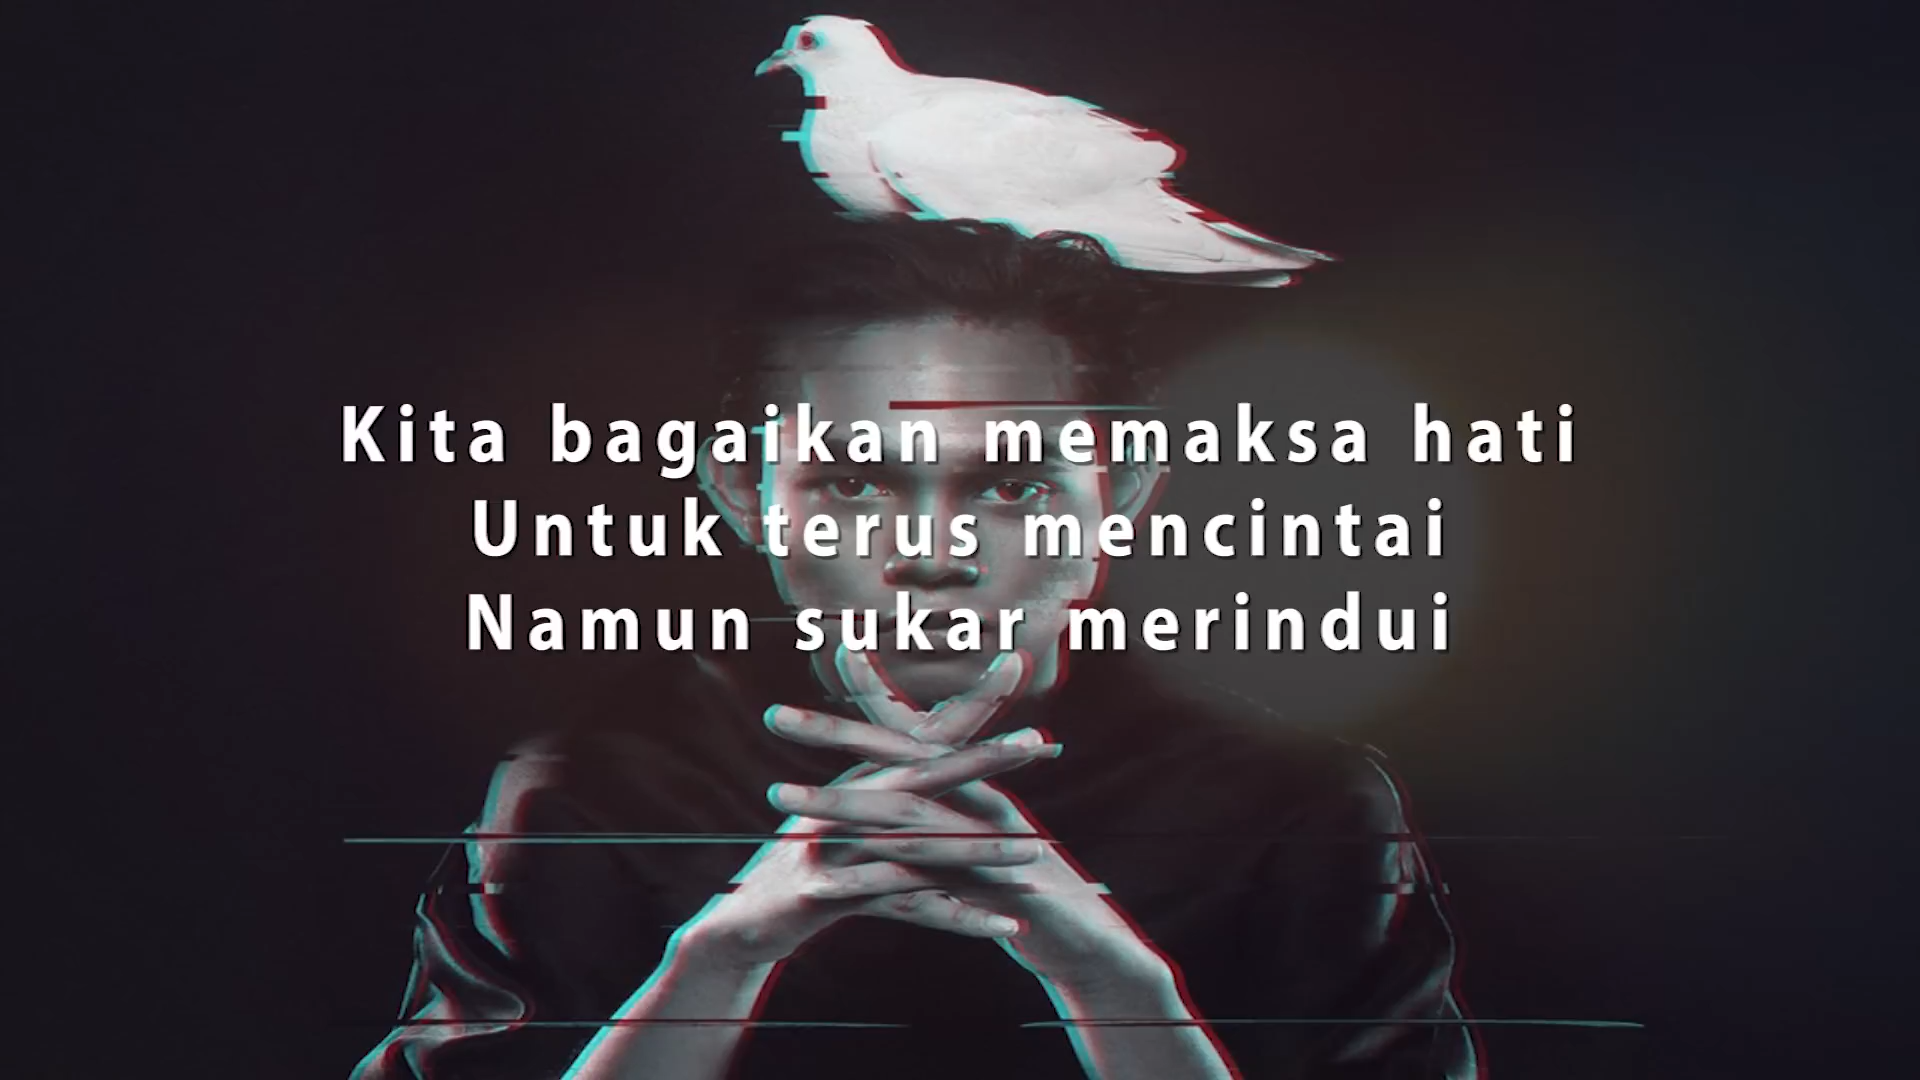 Kita bagaikan memaksa hati
Untuk terus mencintai
Namun sukar merindui